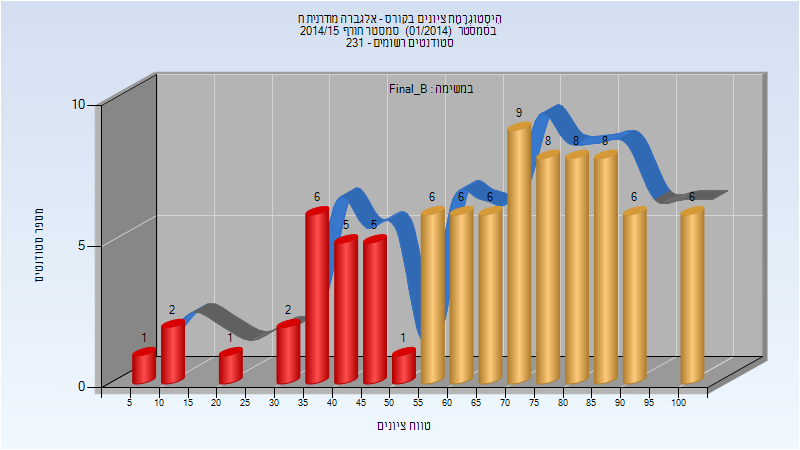 היסטוגרמת ציונים בקורס - אלגברה מודרנית ח
בסמסטר (01/2014) סמסטר חורף 2014/15
סטודנטים רשומים - 231
במשימה : Final_B
מספר סטודנטים
10
5
0
1 2 1 2 6 5 5 1 6 6 6 9 8 8 8 6 6
5 10 15 20 25 30 35 40 45 50 55 60 65 70 75 80 85 90 95 100
טווח ציונים